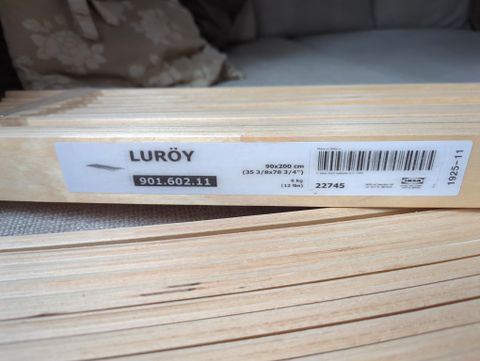 LURÖY
901.602.11
90x200 cm
(35 3/8x78 3/4")
6 kg
(13 lbs)
22745
IKEA
1925-11